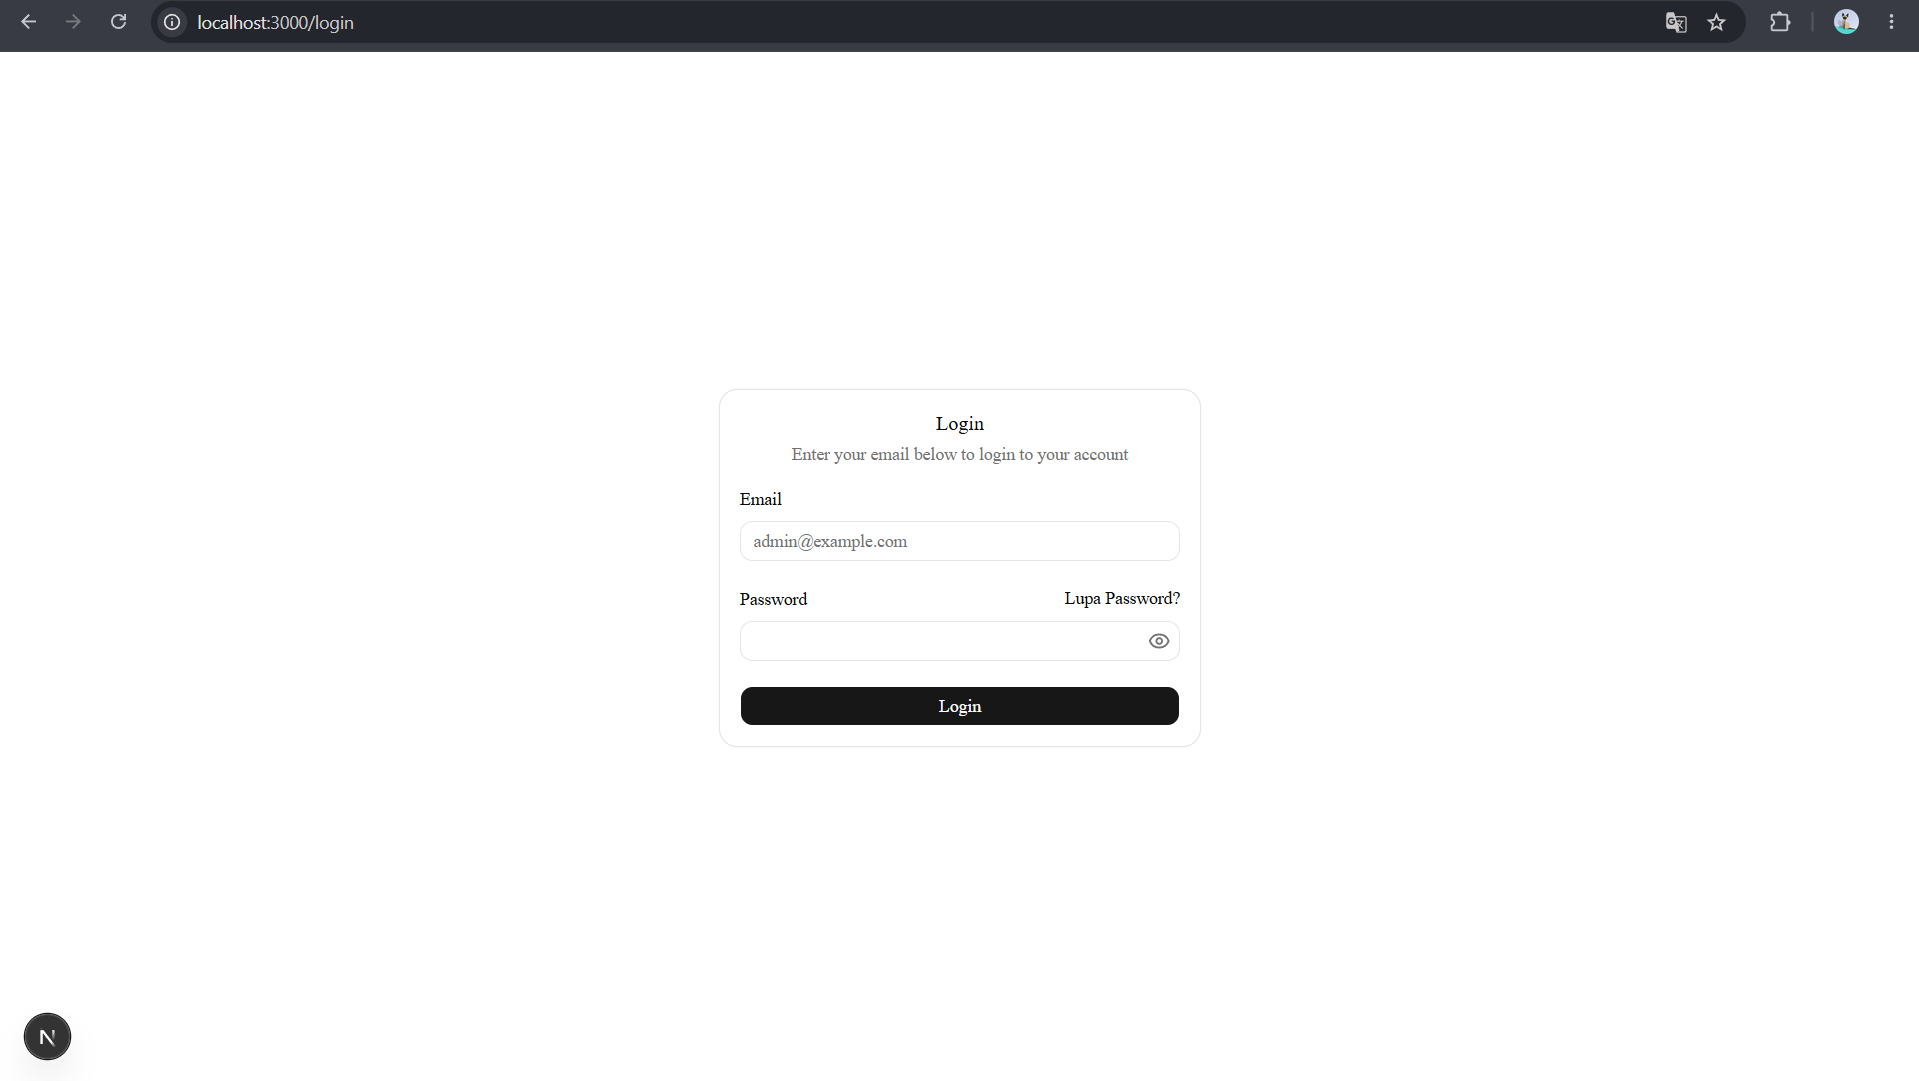 localhost:3000/login
Login
Enter your email below to login to your account
Email
admin@example.com
Password
Lupa Password?
Login
N